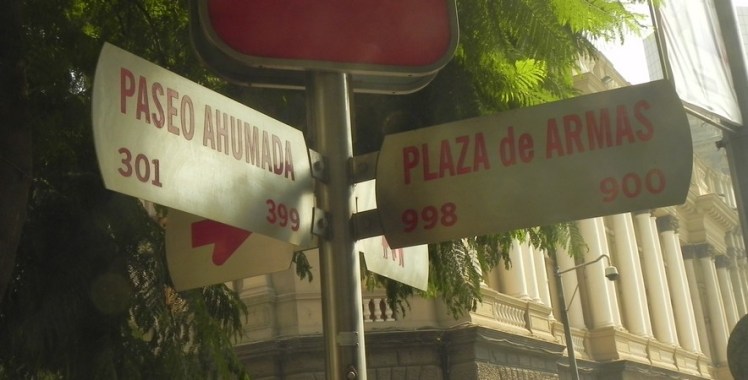 PASEO AHUMADA
301 399
PLAZA de ARMAS
998 900